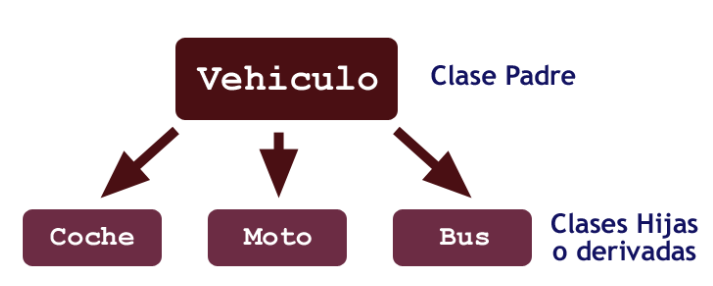 Vehiculo
Clase Padre
Coche
Moto
Bus
Clases Hijas
o derivadas